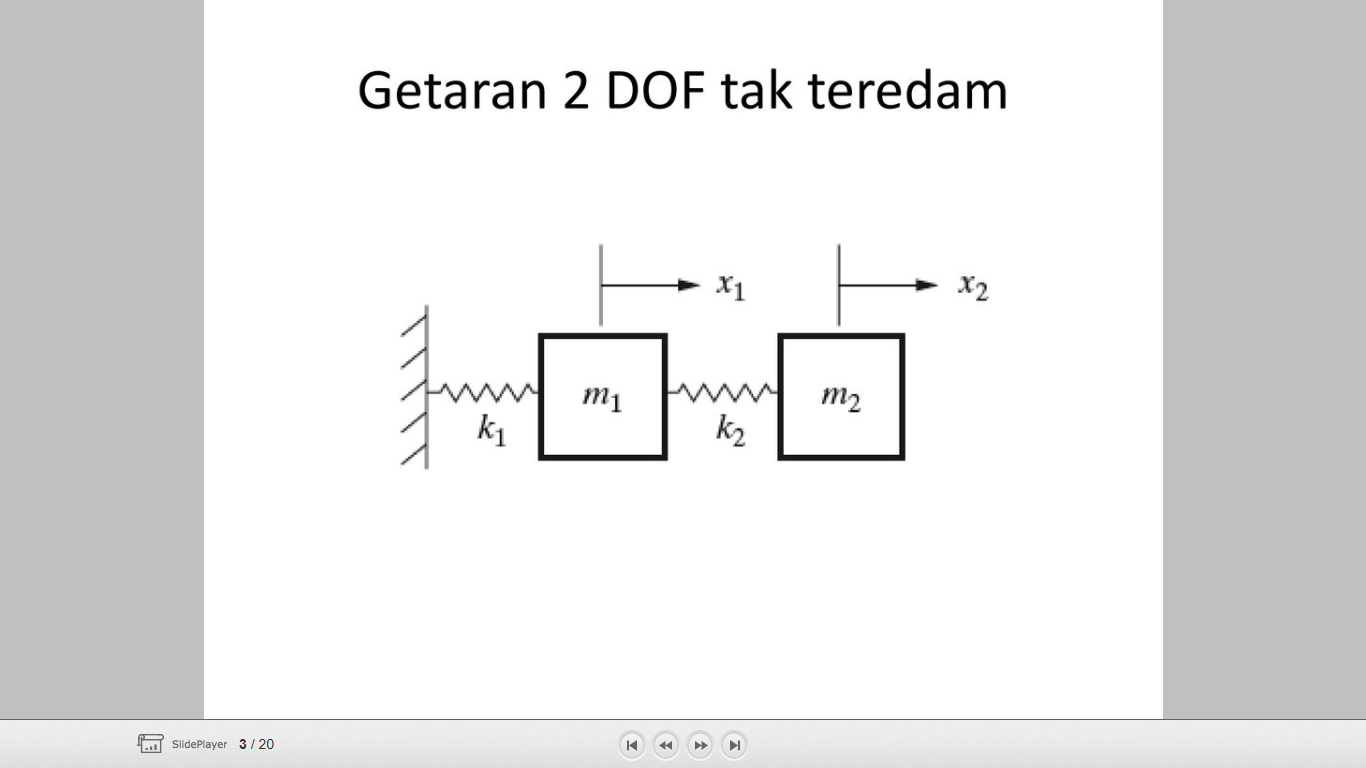 Getaran 2 DOF tak teredam
x₁
x₂
m₁
m₂
k₁
k₂
SlidePlayer 3 / 20